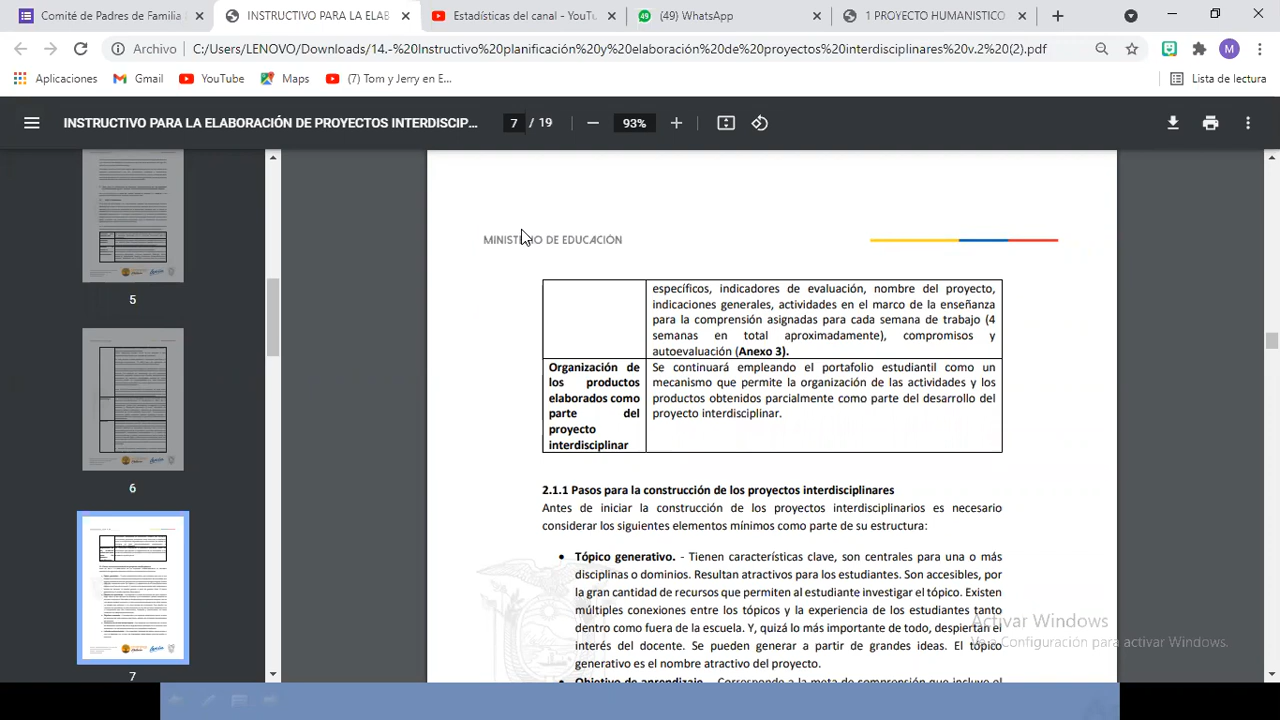 Comité de Padres de Familia
INSTRUCTIVO PARA LA ELAB
Estadísticas del canal - YouTu
49
(49) WhatsApp
1 PROYECTO HUMANISTICO
Archivo
C:/Users/LENOVO/Downloads/14.-%20Instructivo%20planificación%20y%20elaboración%20de%20proyectos%20interdisciplinares%20v.2%20(2).pdf
M
Aplicaciones
Gmail
YouTube
Maps
(7) Tom y Jerry en E...
Lista de lectura
INSTRUCTIVO PARA LA ELABORACIÓN DE PROYECTOS INTERDISCIP...
7 / 19
93%
5
6
7
MINISTERIO DE EDUCACIÓN
específicos, indicadores de evaluación, nombre del proyecto,
indicaciones generales, actividades en el marco de la enseñanza
para la comprensión asignadas para cada semana de trabajo (4
semanas en total aproximadamente), compromisos y
autoevaluación (Anexo 3).
Organización de
los productos
elaborados como
parte del
proyecto
interdisciplinar
Se continuará empleando el portafolio estudiantil como un
mecanismo que permite la organización de las actividades y los
productos obtenidos parcialmente como parte del desarrollo del
proyecto interdisciplinar.
2.1.1 Pasos para la construcción de los proyectos interdisciplinares
Antes de iniciar la construcción de los proyectos interdisciplinarios es necesario
considerar los siguientes elementos mínimos como parte de su estructura:
• Tópico generativo. - Tienen características clave, son centrales para una o más
disciplinas o dominios. Resultan atractivos para los estudiantes. Son accesibles, por
la gran cantidad de recursos que permiten al estudiante investigar el tópico. Existen
múltiples conexiones entre los tópicos y la experiencia de los estudiantes tanto
dentro como fuera de la escuela. Y, quizá lo más importante de todo, despiertan el
interés del docente. Se pueden generar a partir de grandes ideas. El tópico
generativo es el nombre atractivo del proyecto.
• Objetivo de aprendizaje. - Corresponde a la meta de comprensión que incluye el
Activar Windows
Ve a Configuración para activar Windows.